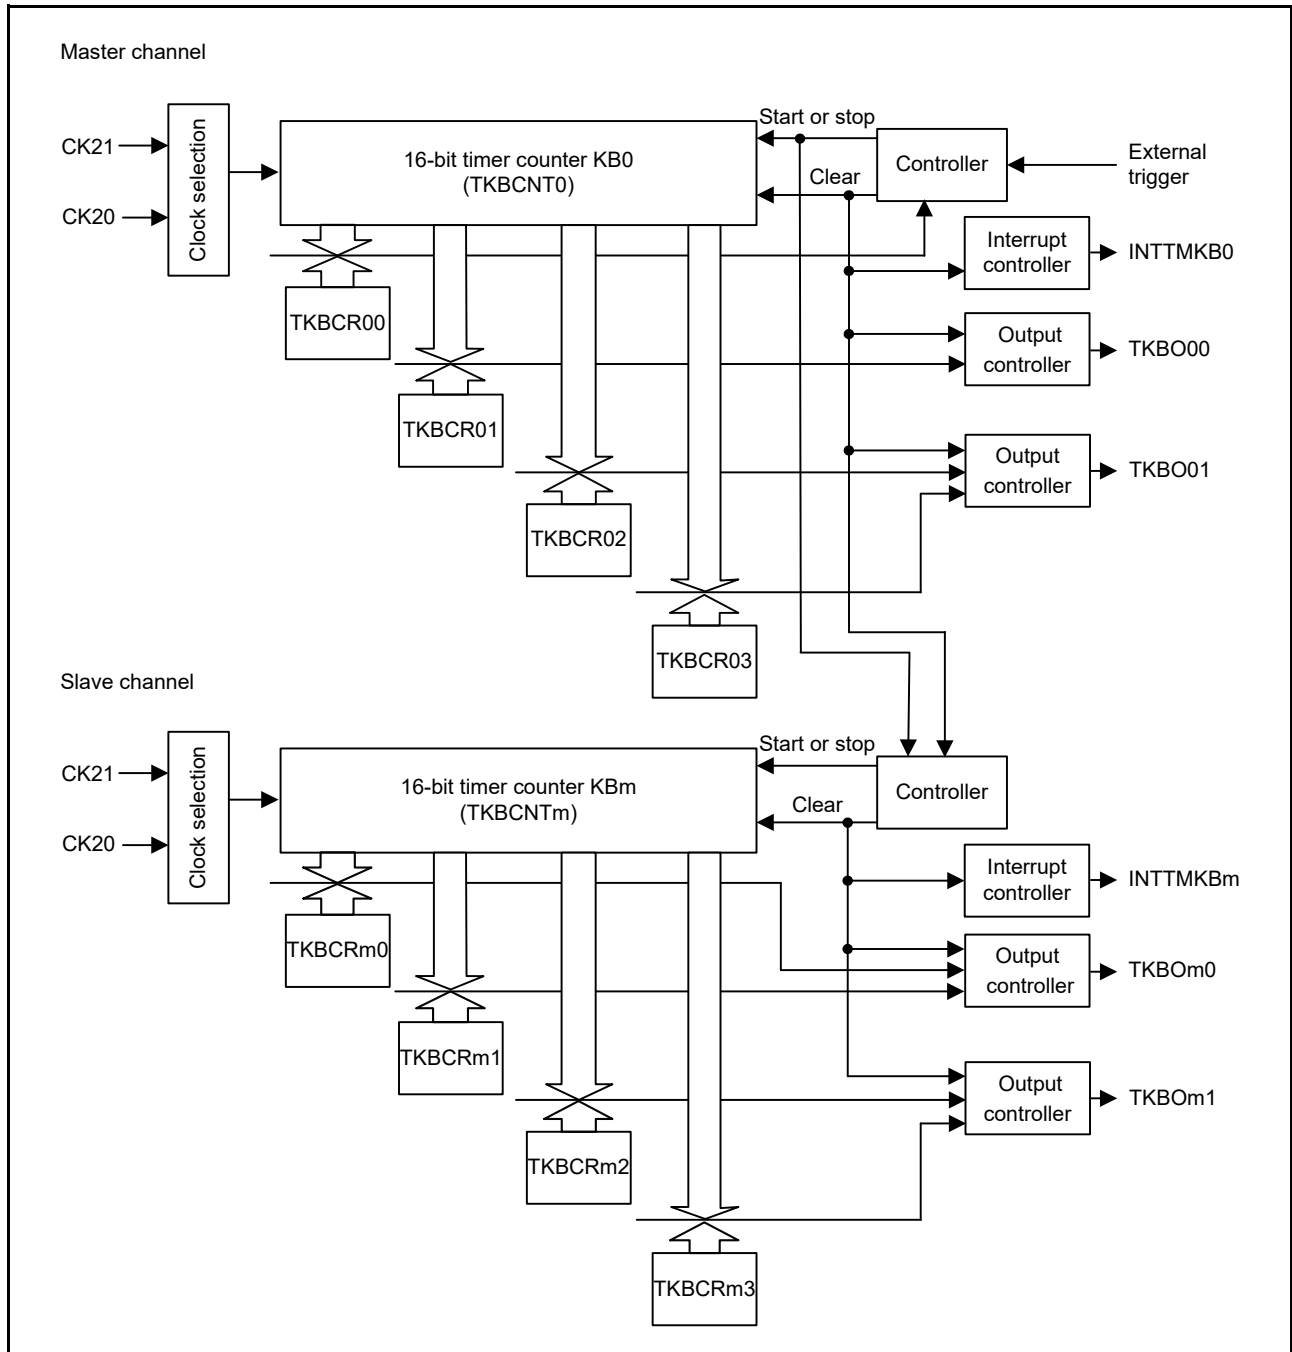 Master channel
CK21
CK20
Clock selection
16-bit timer counter KB0
(TKBCNT0)
Start or stop
Clear
Controller
External
trigger
Interrupt
controller
INTTMKB0
TKBCR00
Output
controller
TKBO00
TKBCR01
Output
controller
TKBO01
TKBCR02
TKBCR03
Slave channel
CK21
CK20
Clock selection
16-bit timer counter KBm
(TKBCNTm)
Start or stop
Clear
Controller
Interrupt
controller
INTTMKBm
TKBCRm0
Output
controller
TKBOm0
TKBCRm1
Output
controller
TKBOm1
TKBCRm2
TKBCRm3